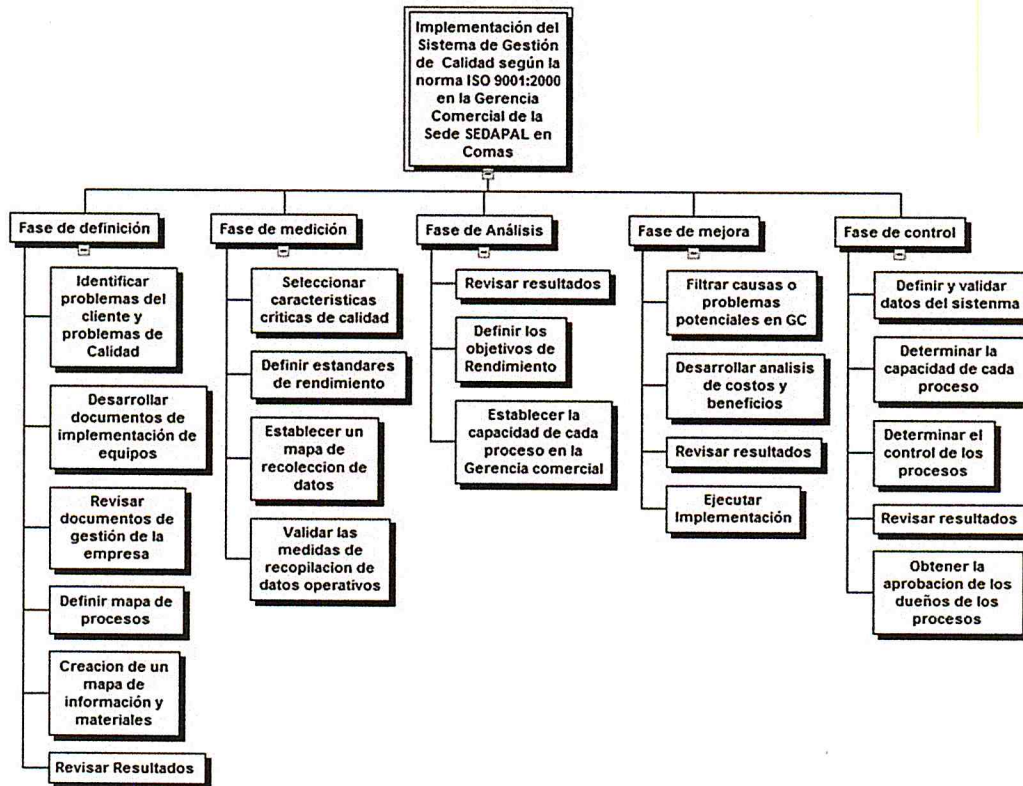 Implementación del
Sistema de Gestión
de Calidad según la
norma ISO 9001:2000
en la Gerencia
Comercial de la
Sede SEDAPAL en
Comas
Fase de definición
Identificar
problemas del
cliente y
problemas de
Calidad
Desarrollar
documentos de
implementación de
equipos
Revisar
documentos de
gestión de la
empresa
Definir mapa de
procesos
Creacion de un
mapa de
información y
materiales
Revisar Resultados
Fase de medición
Seleccionar
caracteristicas
criticas de calidad
Definir estandares
de rendimiento
Establecer un
mapa de
recoleccion de
datos
Validar las
medidas de
recopilacion de
datos operativos
Fase de Análisis
Revisar resultados
Definir los
objetivos de
Rendimiento
Establecer la
capacidad de cada
proceso en la
Gerencia comercial
Fase de mejora
Filtrar causas o
problemas
potenciales en GC
Desarrollar analisis
de costos y
beneficios
Revisar resultados
Ejecutar
Implementación
Fase de control
Definir y validar
datos del sistenma
Determinar la
capacidad de cada
proceso
Determinar el
control de los
procesos
Revisar resultados
Obtener la
aprobacion de los
dueños de los
procesos